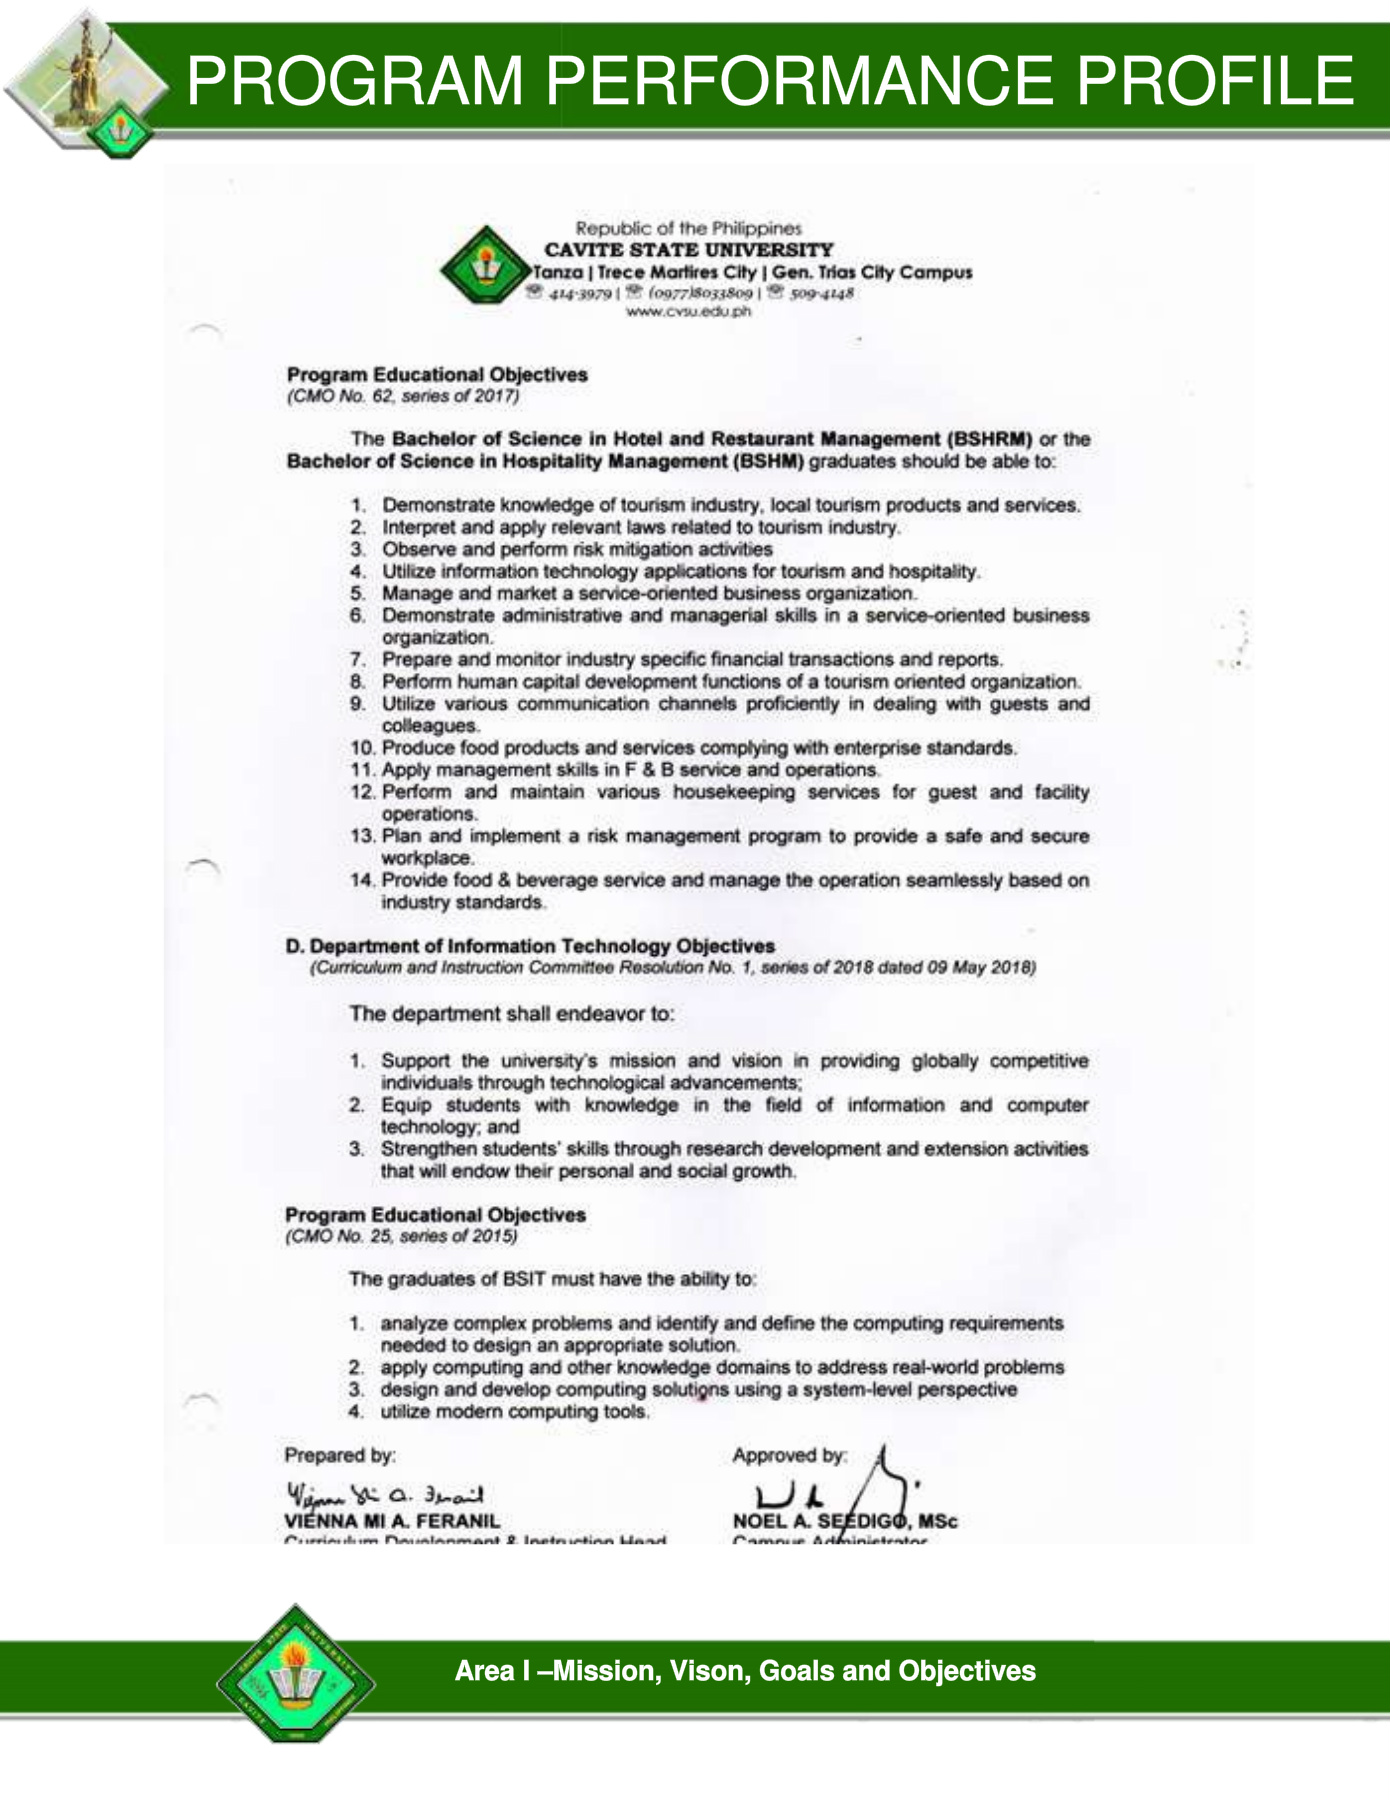 PROGRAM PERFORMANCE PROFILE
Republic of the Philippines
CAVITE STATE UNIVERSITY
Tanza | Trece Martires City | Gen. Trias City Campus
☏ 414-3979 | ☏ (0977)8033809 | ☏ 509-4148
www.cvsu.edu.ph
Program Educational Objectives
(CMO No. 62, series of 2017)
The Bachelor of Science in Hotel and Restaurant Management (BSHRM) or the
Bachelor of Science in Hospitality Management (BSHM) graduates should be able to:
1. Demonstrate knowledge of tourism industry, local tourism products and services.
2. Interpret and apply relevant laws related to tourism industry.
3. Observe and perform risk mitigation activities
4. Utilize information technology applications for tourism and hospitality.
5. Manage and market a service-oriented business organization.
6. Demonstrate administrative and managerial skills in a service-oriented business
organization.
7. Prepare and monitor industry specific financial transactions and reports.
8. Perform human capital development functions of a tourism oriented organization.
9. Utilize various communication channels proficiently in dealing with guests and
colleagues.
10. Produce food products and services complying with enterprise standards.
11. Apply management skills in F & B service and operations.
12. Perform and maintain various housekeeping services for guest and facility
operations.
13. Plan and implement a risk management program to provide a safe and secure
workplace.
14. Provide food & beverage service and manage the operation seamlessly based on
industry standards.
D. Department of Information Technology Objectives
(Curriculum and Instruction Committee Resolution No. 1, series of 2018 dated 09 May 2018)
The department shall endeavor to:
1. Support the university's mission and vision in providing globally competitive
individuals through technological advancements;
2. Equip students with knowledge in the field of information and computer
technology; and
3. Strengthen students' skills through research development and extension activities
that will endow their personal and social growth.
Program Educational Objectives
(CMO No. 25, series of 2015)
The graduates of BSIT must have the ability to:
1. analyze complex problems and identify and define the computing requirements
needed to design an appropriate solution.
2. apply computing and other knowledge domains to address real-world problems
3. design and develop computing solutions using a system-level perspective
4. utilize modern computing tools.
Prepared by: Approved by:
VIENNA MI A. FERANIL NOEL A. SEEDIGO, MSc
Curriculum Development & Instruction Head Campus Administrator
Area I –Mission, Vison, Goals and Objectives